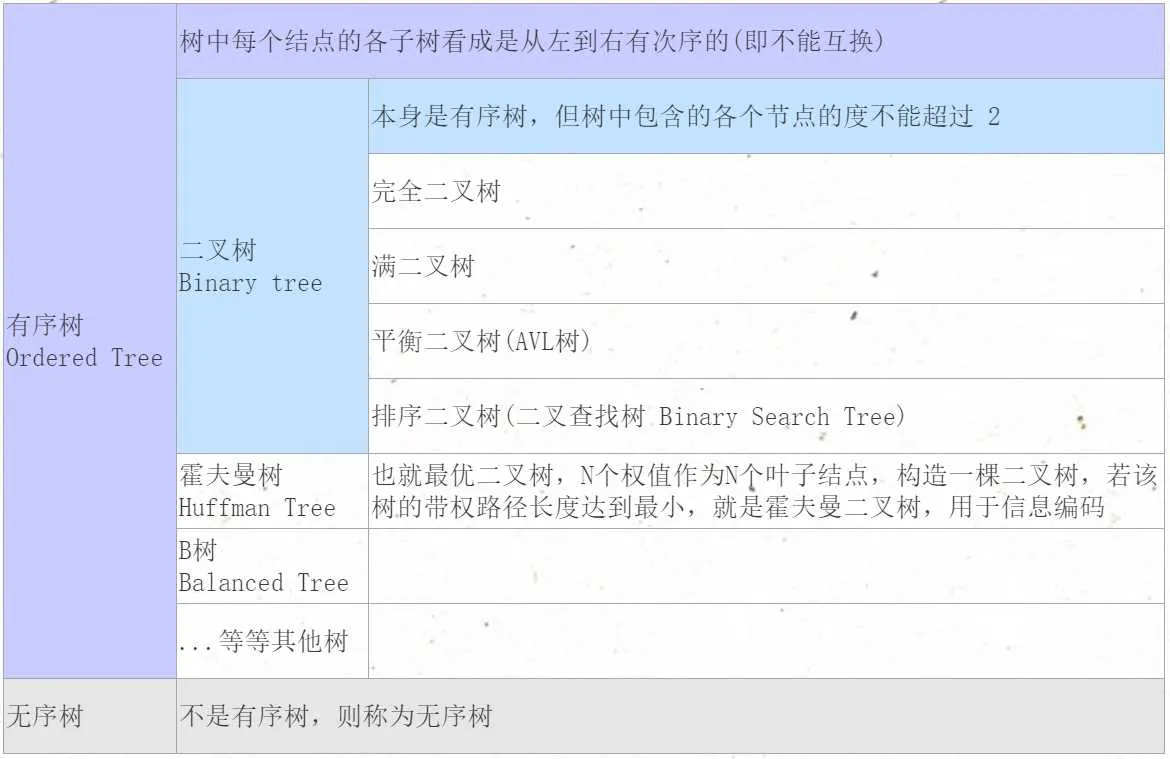 树中每个结点的各子树看成是从左到右有次序的(即不能互换)
本身是有序树，但树中包含的各个节点的度不能超过 2
完全二叉树
二叉树
Binary tree
满二叉树
有序树
Ordered Tree
平衡二叉树(AVL树)
排序二叉树(二叉查找树 Binary Search Tree)
霍夫曼树
Huffman Tree
也就最优二叉树，N个权值作为N个叶子结点，构造一棵二叉树，若该
树的带权路径长度达到最小，就是霍夫曼二叉树，用于信息编码
B树
Balanced Tree
...等等其他树
无序树
不是有序树，则称为无序树